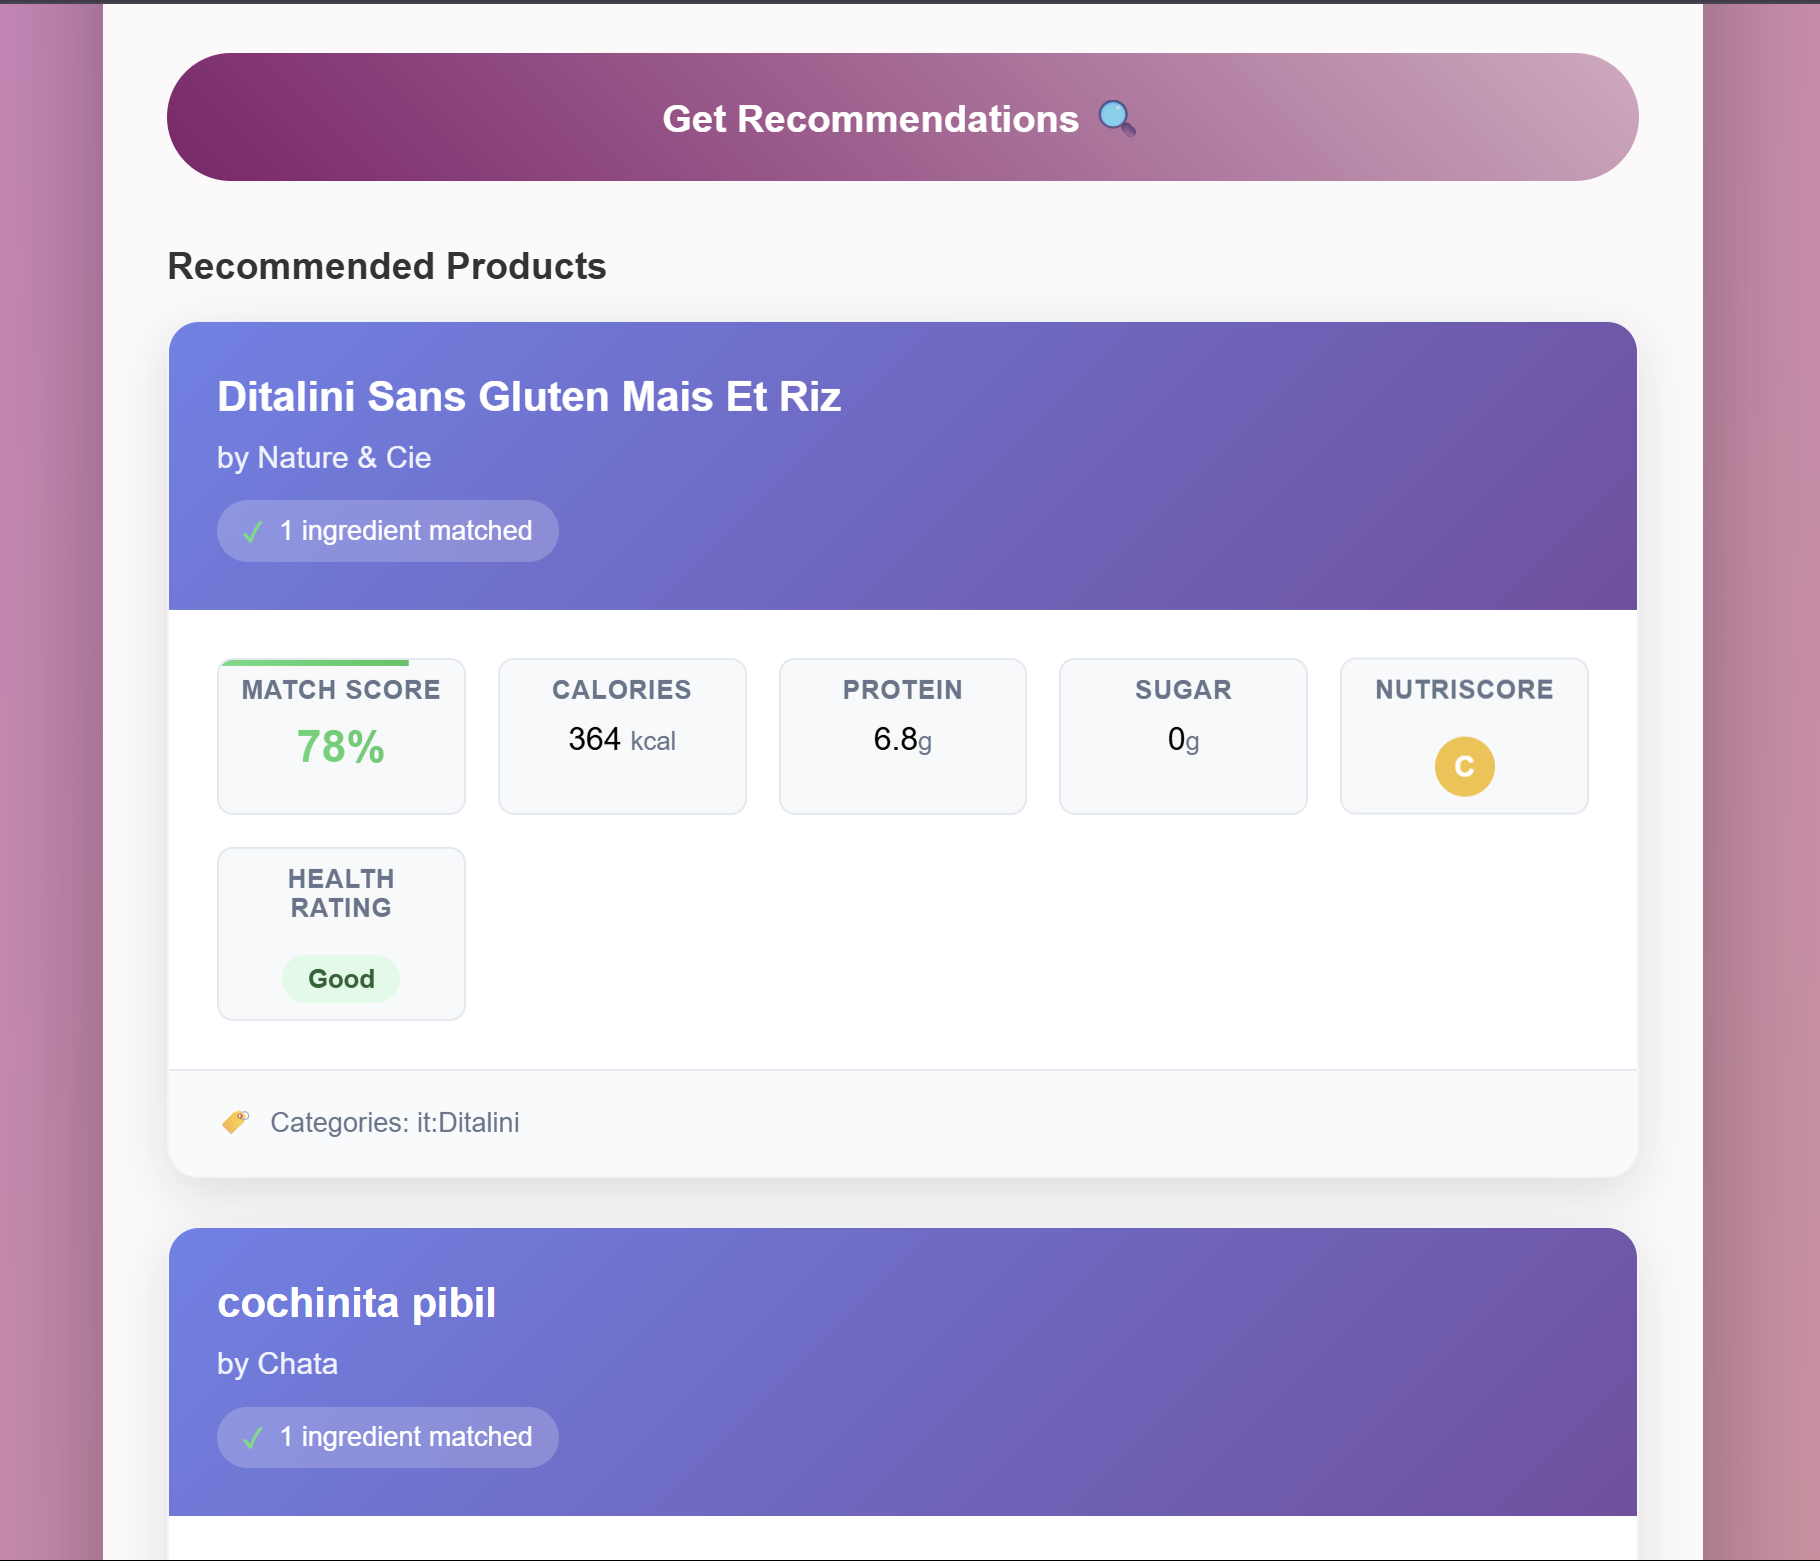 Get Recommendations
Recommended Products
Ditalini Sans Gluten Mais Et Riz
by Nature & Cie
✓ 1 ingredient matched
MATCH SCORE
78%
CALORIES
364 kcal
PROTEIN
6.8g
SUGAR
0g
NUTRISCORE
C
HEALTH
RATING
Good
Categories: it:Ditalini
cochinita pibil
by Chata
✓ 1 ingredient matched